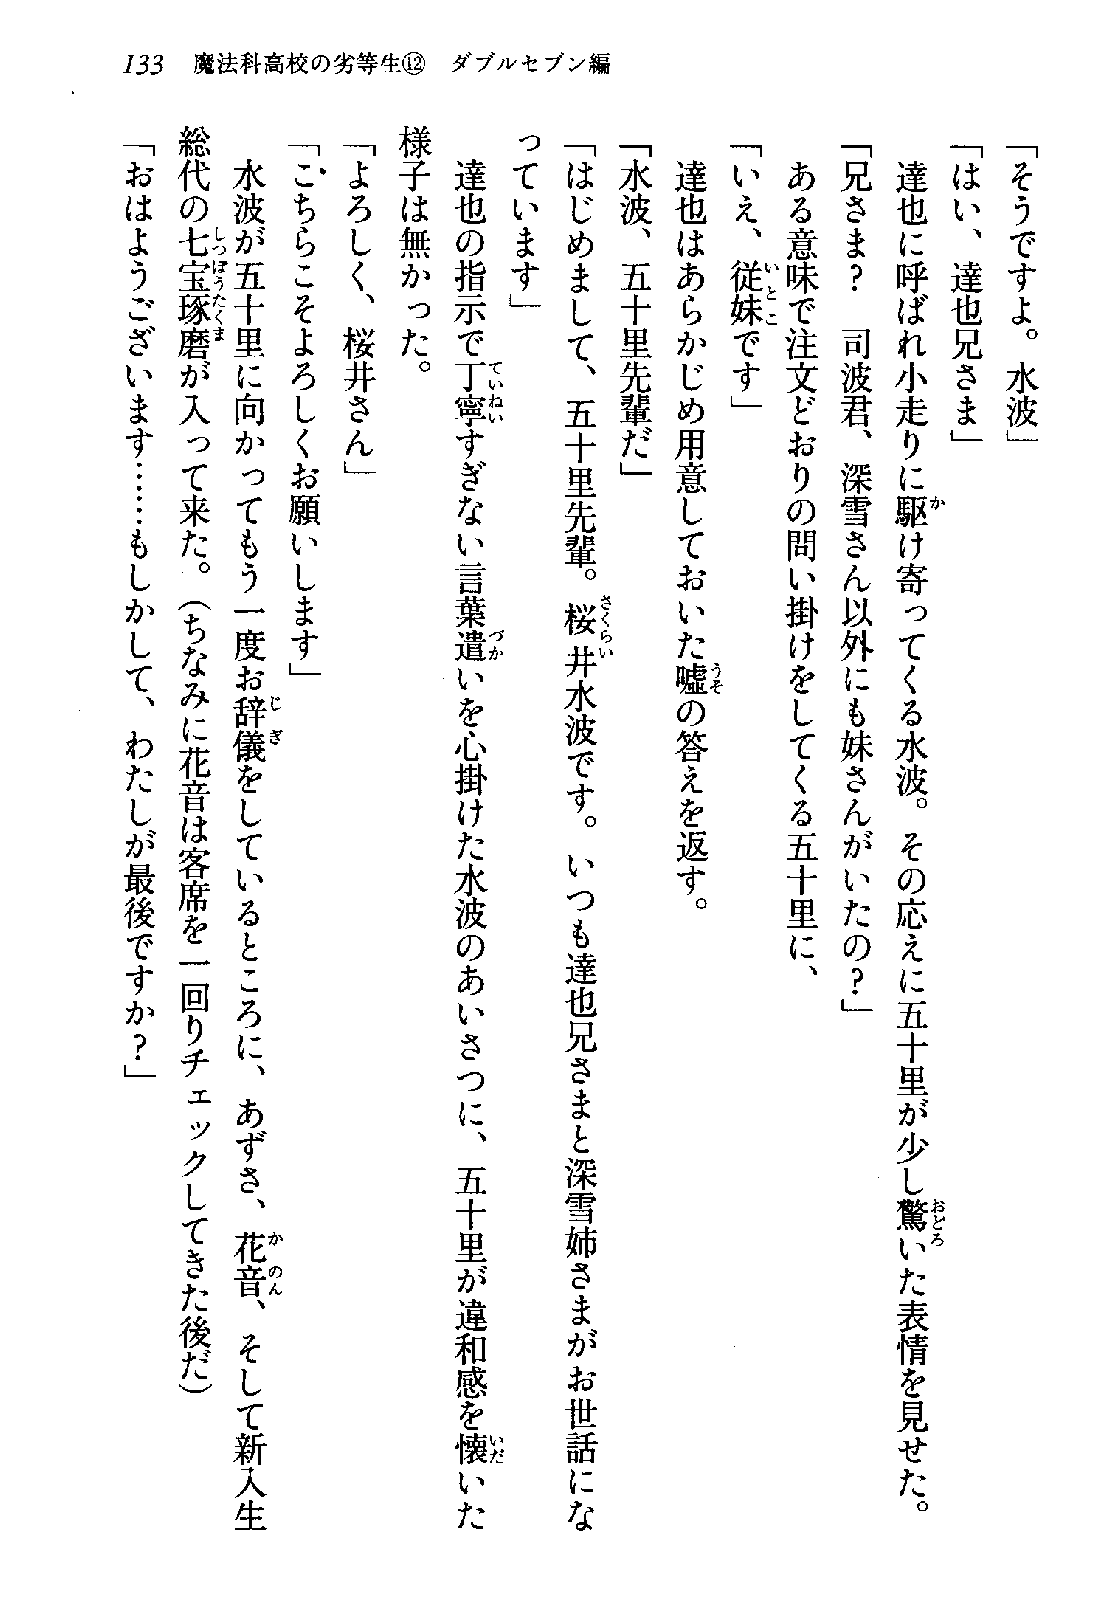 133　魔法科高校の劣等生⑫　ダブルセブン編
「そうですよ。水波」
「はい、達也兄さま」
達也に呼ばれ小走りに駆け寄ってくる水波。その応えに五十里が少し驚いた表情を見せた。
「兄さま？　司波君、深雪さん以外にも妹さんがいたの？」
ある意味で注文どおりの問い掛けをしてくる五十里に、
「いえ、従妹です」
達也はあらかじめ用意しておいた嘘の答えを返す。
「水波、五十里先輩だ」
「はじめまして、五十里先輩。桜井水波です。いつも達也兄さまと深雪姉さまがお世話にな
っています」
達也の指示で丁寧すぎない言葉遣いを心掛けた水波のあいさつに、五十里が違和感を懐いた
様子は無かった。
「よろしく、桜井さん」
「こちらこそよろしくお願いします」
水波が五十里に向かってもう一度お辞儀をしているところに、あずさ、花音、そして新入生
総代の七宝琢磨が入って来た。（ちなみに花音は客席を一回りチェックしてきた後だ）
「おはようございます……もしかして、わたしが最後ですか？」